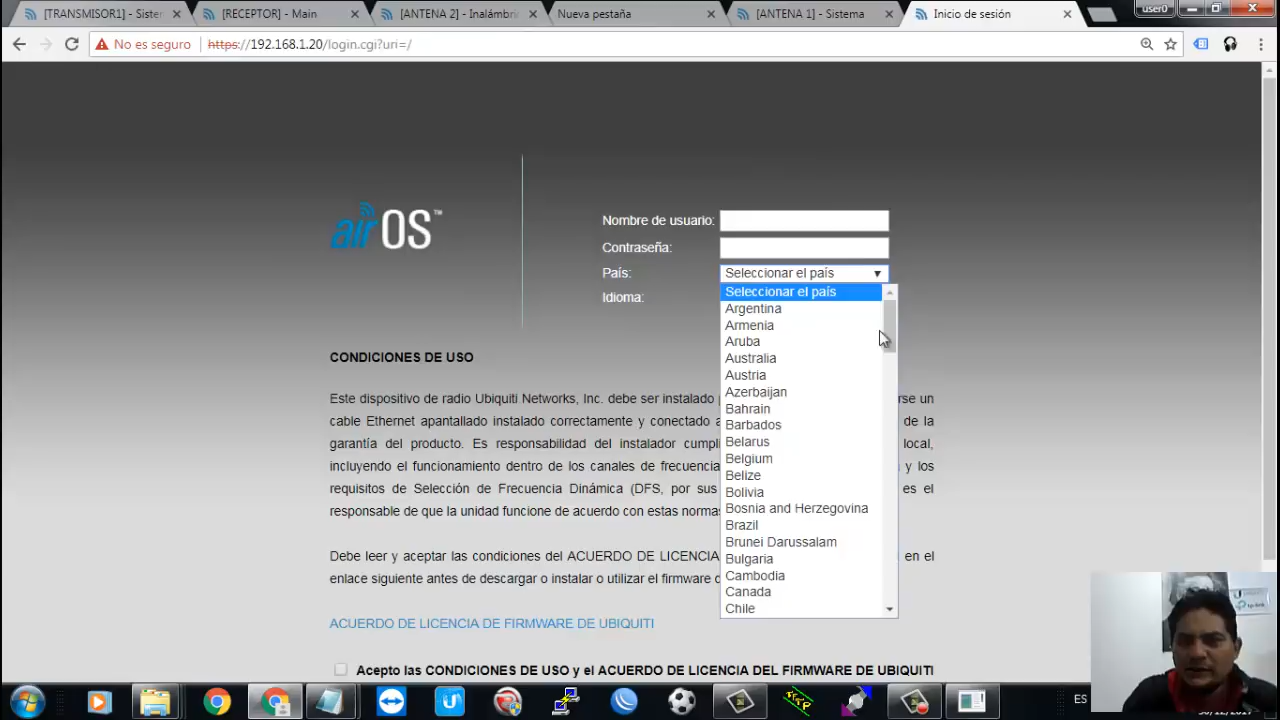 [TRANSMISOR1] - Sistem
[RECEPTOR] - Main
[ANTENA 2] - Inalámbri
Nueva pestaña
[ANTENA 1] - Sistema
Inicio de sesión
user0
No es seguro
https://192.168.1.20/login.cgi?uri=/
airOS™
Nombre de usuario:
Contraseña:
País:
Seleccionar el país
Idioma:
Seleccionar el país
Argentina
Armenia
Aruba
Australia
Austria
Azerbaijan
Bahrain
Barbados
Belarus
Belgium
Belize
Bolivia
Bosnia and Herzegovina
Brazil
Brunei Darussalam
Bulgaria
Cambodia
Canada
Chile
CONDICIONES DE USO
Este dispositivo de radio Ubiquiti Networks, Inc. debe ser instalado rse un
cable Ethernet apantallado instalado correctamente y conectado a de la
garantía del producto. Es responsabilidad del instalador cumpli local,
incluyendo el funcionamiento dentro de los canales de frecuencia y los
requisitos de Selección de Frecuencia Dinámica (DFS, por sus es el
responsable de que la unidad funcione de acuerdo con estas normas
Debe leer y aceptar las condiciones del ACUERDO DE LICENCIA en el
enlace siguiente antes de descargar o instalar o utilizar el firmware d
ACUERDO DE LICENCIA DE FIRMWARE DE UBIQUITI
Acepto las CONDICIONES DE USO y el ACUERDO DE LICENCIA DEL FIRMWARE DE UBIQUITI
ES